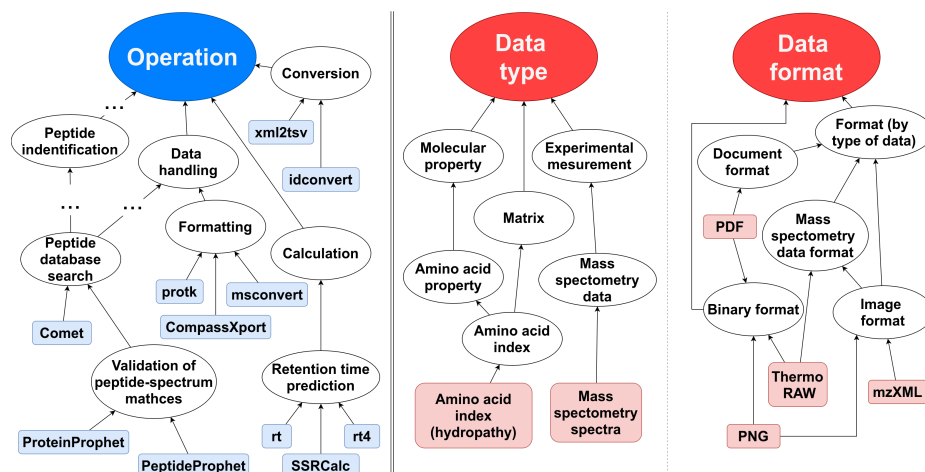 Operation
Conversion
xml2tsv
idconvert
...
Peptide
indentification
Data
handling
...
...
Formatting
Peptide
database
search
Calculation
protk
msconvert
CompassXport
Comet
Validation of
peptide-spectrum
mathces
Retention time
prediction
ProteinProphet
PeptideProphet
rt
rt4
SSRCalc
Data
type
Molecular
property
Experimental
mesurement
Matrix
Amino acid
property
Mass
spectometry
data
Amino acid
index
Amino acid
index
(hydropathy)
Mass
spectometry
spectra
Data
format
Format (by
type of data)
Document
format
PDF
Mass
spectometry
data format
Binary format
Image
format
Thermo
RAW
mzXML
PNG